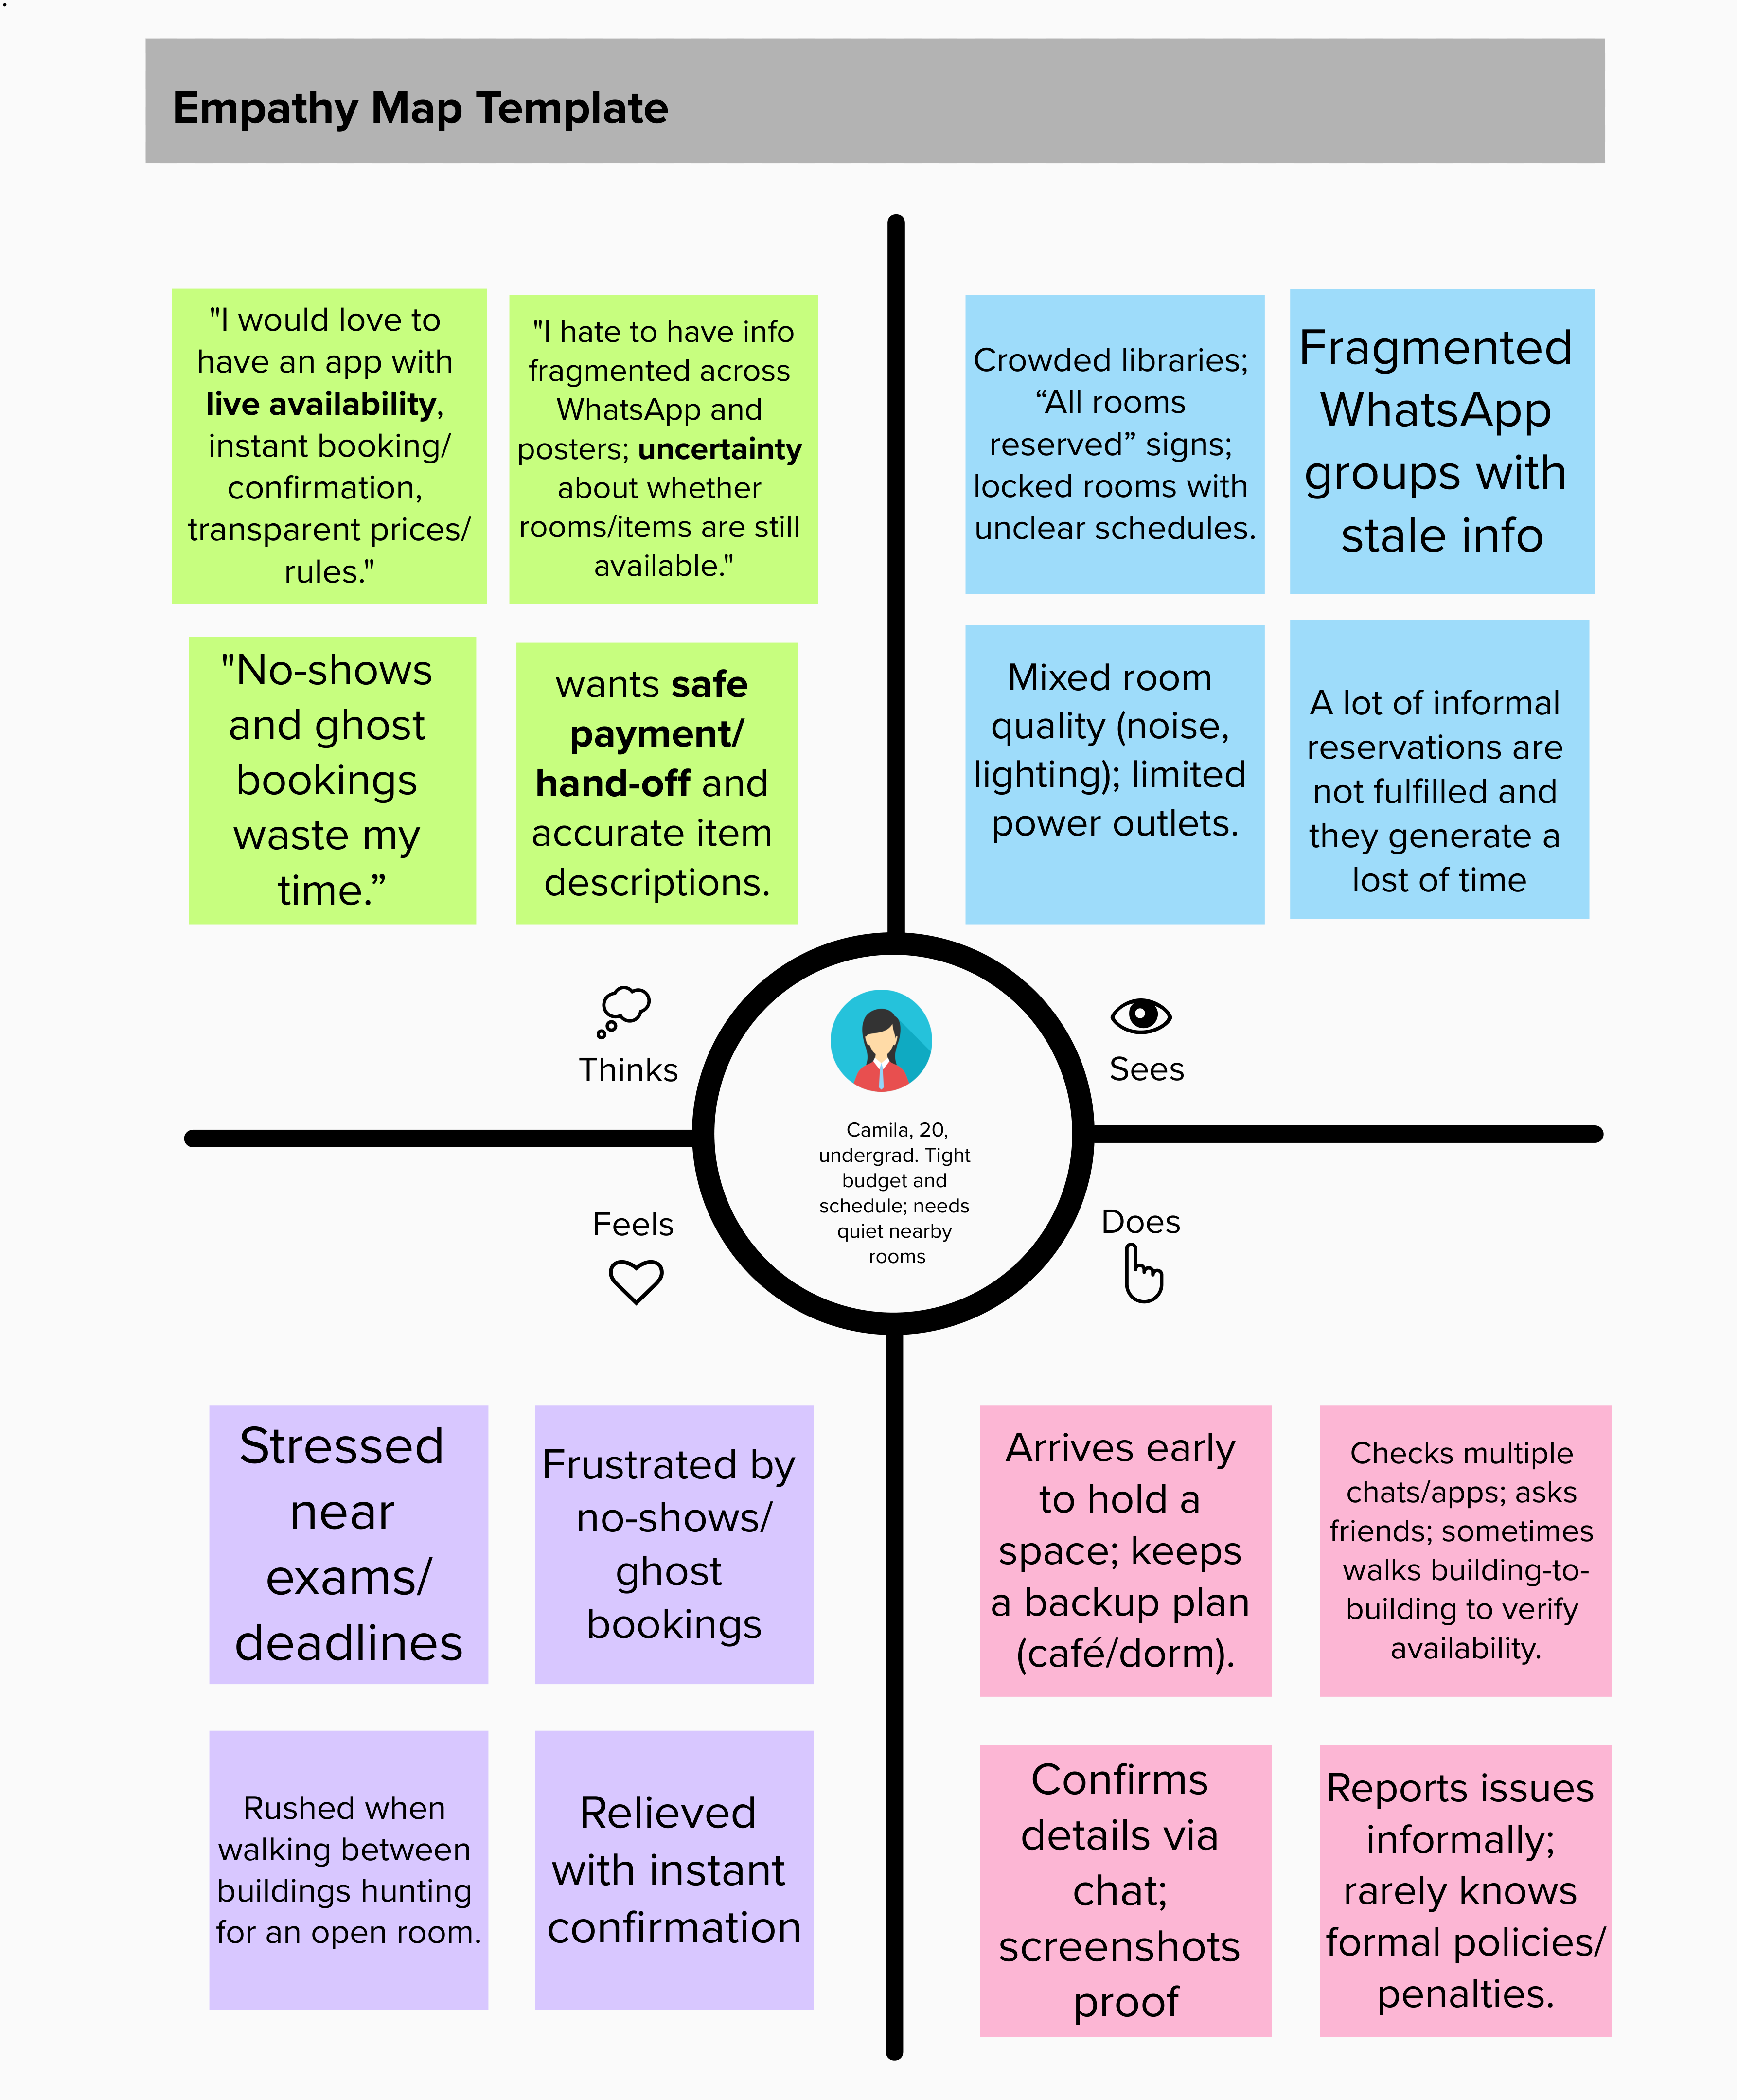 Empathy Map Template
"I would love to
have an app with
live availability,
instant booking/
confirmation,
transparent prices/
rules."
"I hate to have info
fragmented across
WhatsApp and
posters; uncertainty
about whether
rooms/items are still
available."
"No-shows
and ghost
bookings
waste my
time.”
wants safe
payment/
hand-off and
accurate item
descriptions.
Crowded libraries;
“All rooms
reserved” signs;
locked rooms with
unclear schedules.
Fragmented
WhatsApp
groups with
stale info
Mixed room
quality (noise,
lighting); limited
power outlets.
A lot of informal
reservations are
not fulfilled and
they generate a
lost of time
Thinks
Sees
Camila, 20,
undergrad. Tight
budget and
schedule; needs
quiet nearby
rooms
Feels
Does
Stressed
near
exams/
deadlines
Frustrated by
no-shows/
ghost
bookings
Rushed when
walking between
buildings hunting
for an open room.
Relieved
with instant
confirmation
Arrives early
to hold a
space; keeps
a backup plan
(café/dorm).
Checks multiple
chats/apps; asks
friends; sometimes
walks building-to-
building to verify
availability.
Confirms
details via
chat;
screenshots
proof
Reports issues
informally;
rarely knows
formal policies/
penalties.